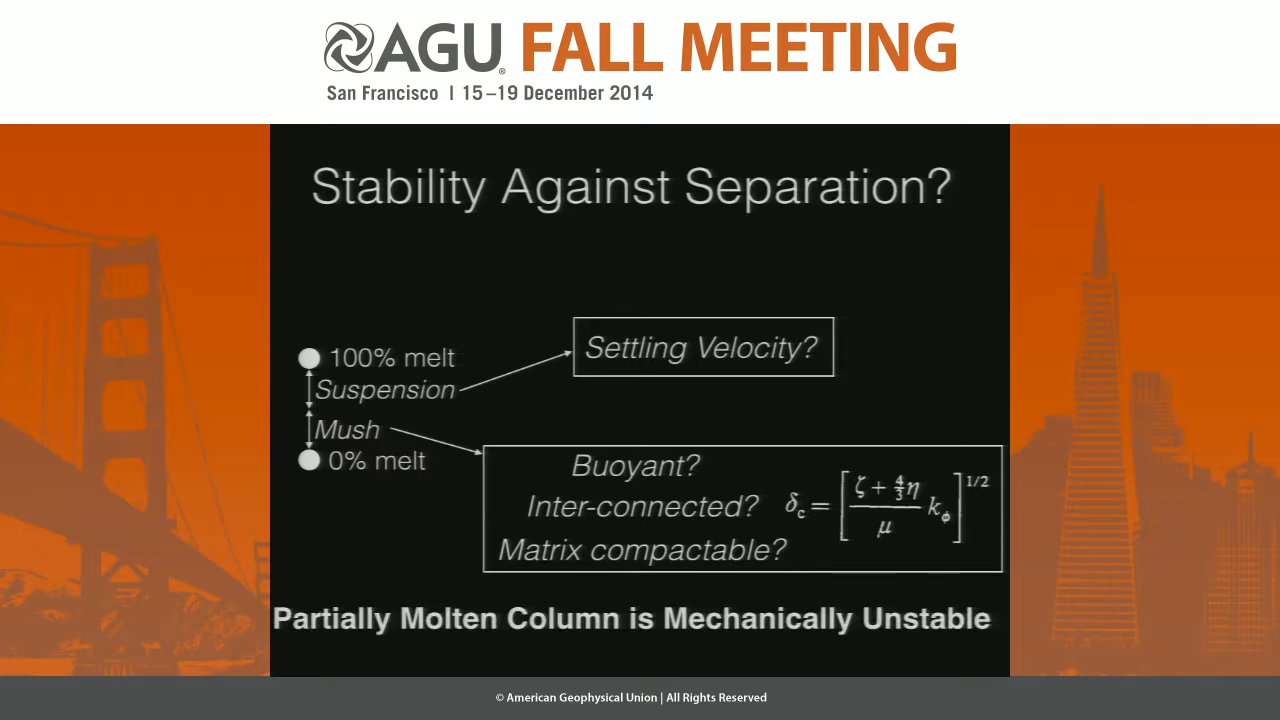 AGU FALL MEETING
San Francisco | 15–19 December 2014
Stability Against Separation?
Settling Velocity?
100% melt
Suspension
Mush
0% melt
Buoyant?
Inter-connected?
Matrix compactable?
δc = [ (ζ + 4/3 η) / μ kϕ ]^1/2
Partially Molten Column is Mechanically Unstable
© American Geophysical Union | All Rights Reserved